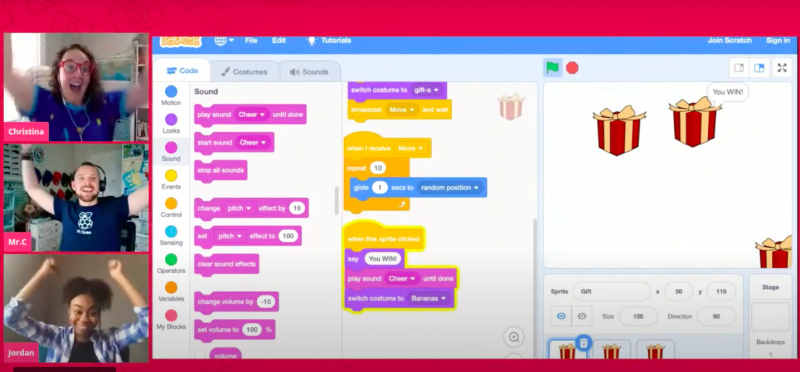 SCRATCH File Edit Tutorials Join Scratch Sign in
Code Costumes Sounds
Christina
Mr.C
Jordan
Motion
Looks
Sound
Events
Control
Sensing
Operators
Variables
My Blocks
Sound
play sound Cheer until done
start sound Cheer
stop all sounds
change pitch effect by 10
set pitch effect to 100
clear sound effects
change volume by -10
set volume to 100 %
volume
switch costume to gift-a
broadcast Move and wait
when I receive Move
repeat 10
glide 1 secs to random position
when this sprite clicked
say You WIN!
play sound Cheer until done
switch costume to Bananas
You WIN!
Sprite Gift x 50 y 115
Size 150 Direction 90
Stage
Backdrops
1